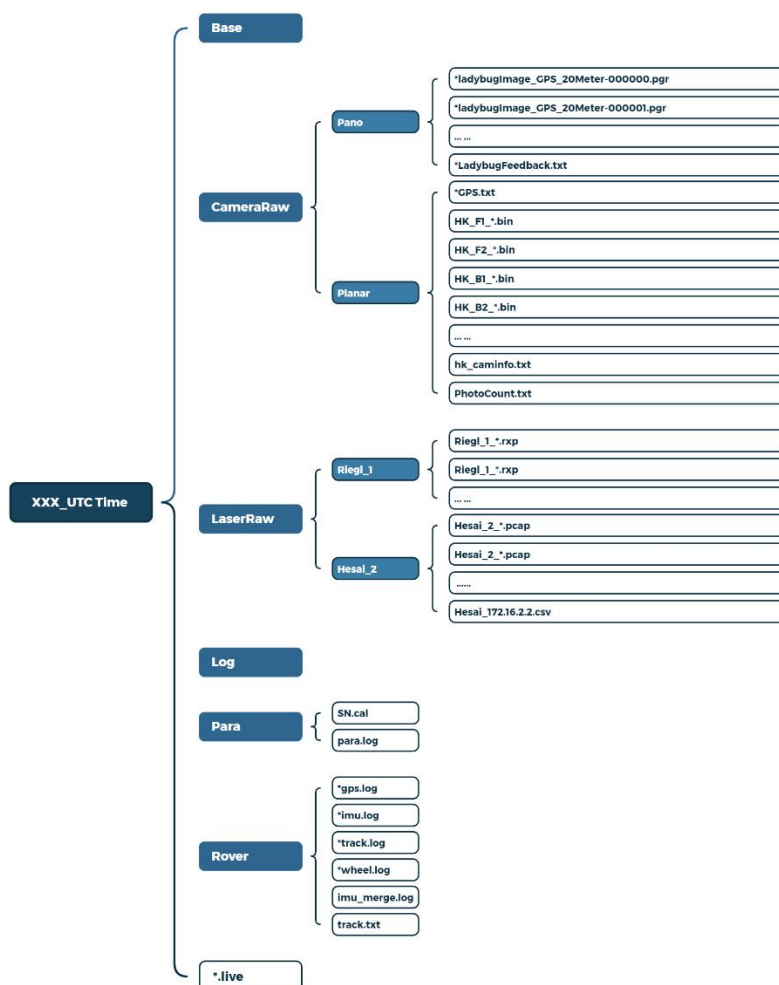 XXX_UTC Time
Base
CameraRaw
Pano
*ladybugImage_GPS_20Meter-000000.pgr
*ladybugImage_GPS_20Meter-000001.pgr
... ...
*LadybugFeedback.txt
Planar
*GPS.txt
HK_F1_*.bin
HK_F2_*.bin
HK_B1_*.bin
HK_B2_*.bin
... ...
hk_caminfo.txt
PhotoCount.txt
LaserRaw
Riegl_1
Riegl_1_*.rxp
Riegl_1_*.rxp
... ...
Hesai_2
Hesai_2_*.pcap
Hesai_2_*.pcap
......
Hesai_172.16.2.2.csv
Log
Para
SN.cal
para.log
Rover
*gps.log
*imu.log
*track.log
*wheel.log
imu_merge.log
track.txt
*.live